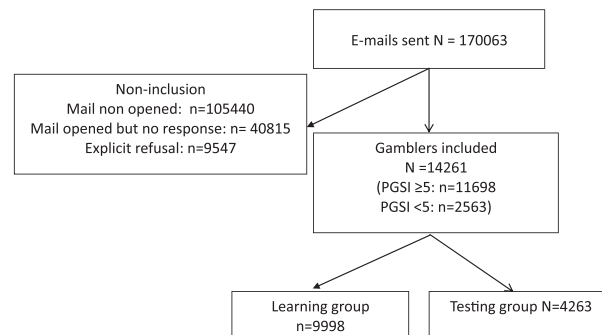 E-mails sent N = 170063
Non-inclusion
Mail non opened: n=105440
Mail opened but no response: n= 40815
Explicit refusal: n=9547
Gamblers included
N =14261
(PGSI ≥5: n=11698
PGSI <5: n=2563)
Learning group
n=9998
Testing group N=4263